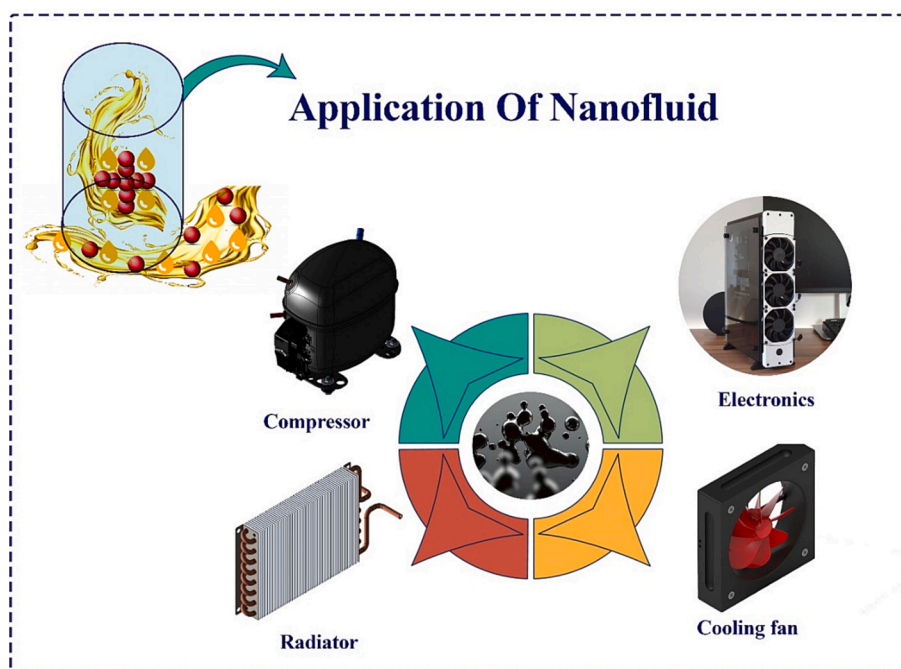 Application Of Nanofluid
Compressor
Electronics
Radiator
Cooling fan